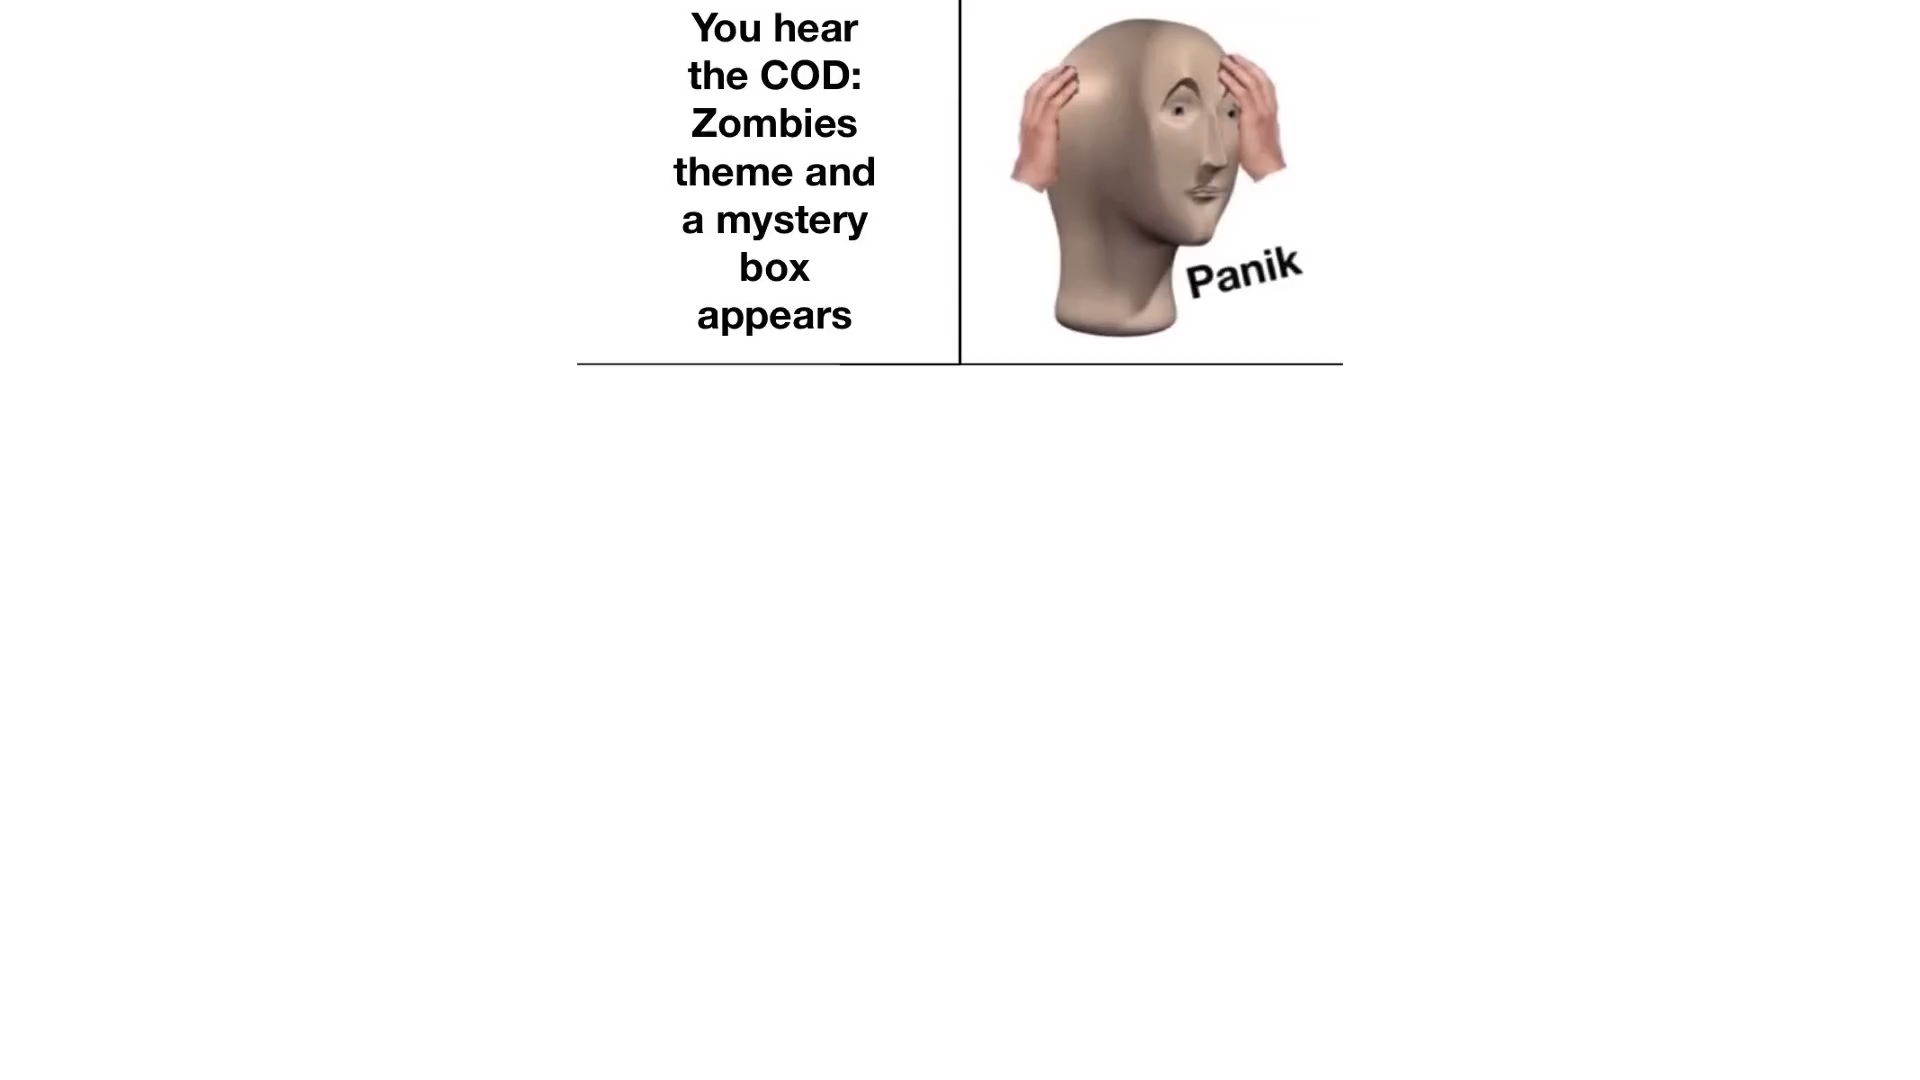 You hear
the COD:
Zombies
theme and
a mystery
box
appears
Panik